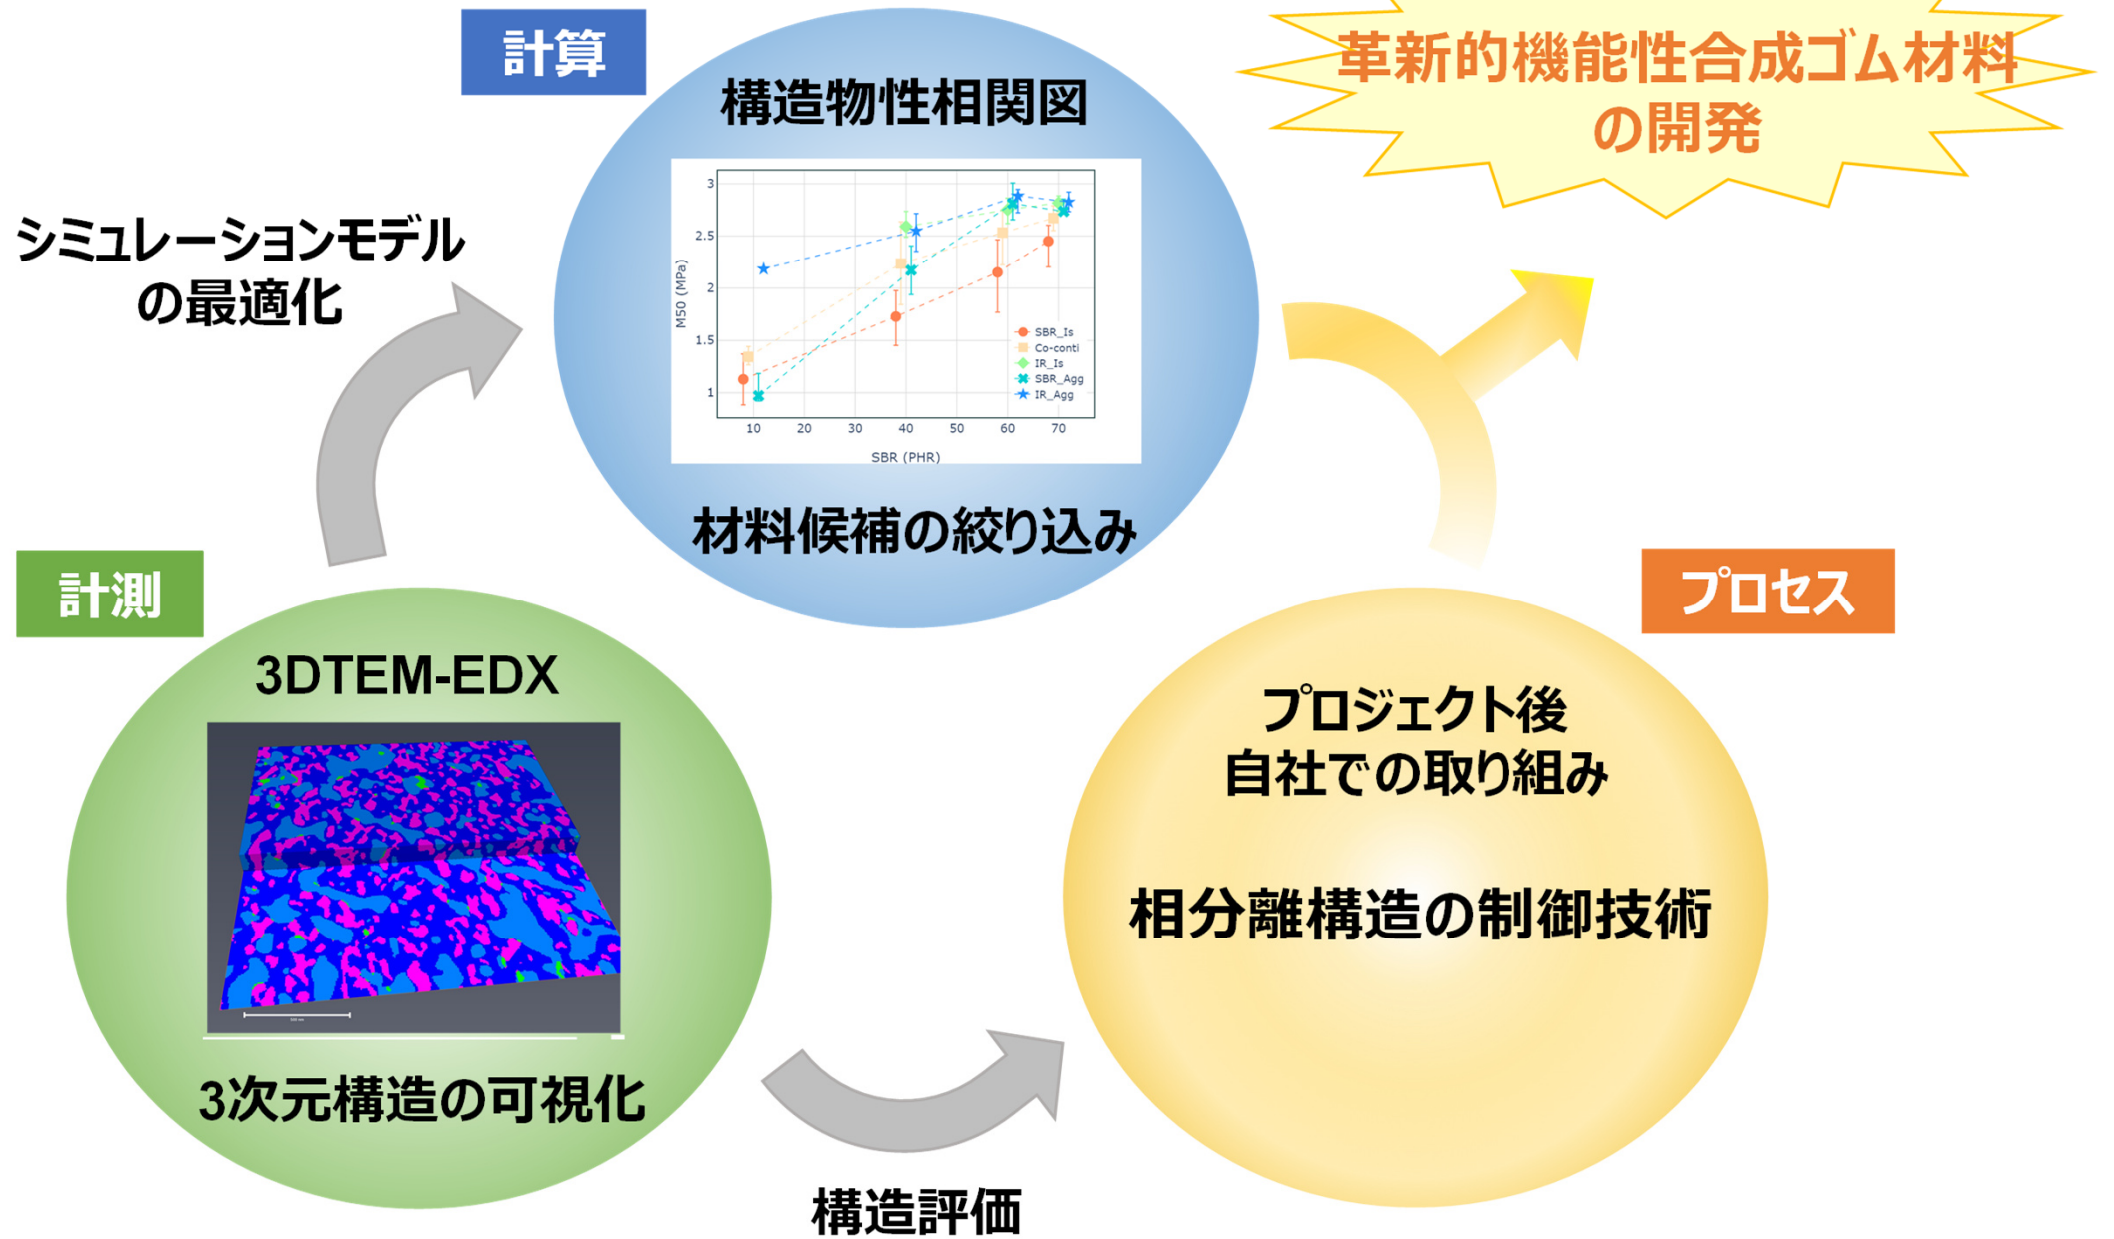 計算
構造物性相関図
革新的機能性合成ゴム材料
の開発
シミュレーションモデル
の最適化
3
2.5
2
1.5
1
M50 (MPa)
10 20 30 40 50 60 70
SBR (PHR)
SBR_Is
Co-conti
IR_Is
SBR_Agg
IR_Agg
材料候補の絞り込み
計測
3DTEM-EDX
3次元構造の可視化
プロセス
プロジェクト後
自社での取り組み
相分離構造の制御技術
構造評価